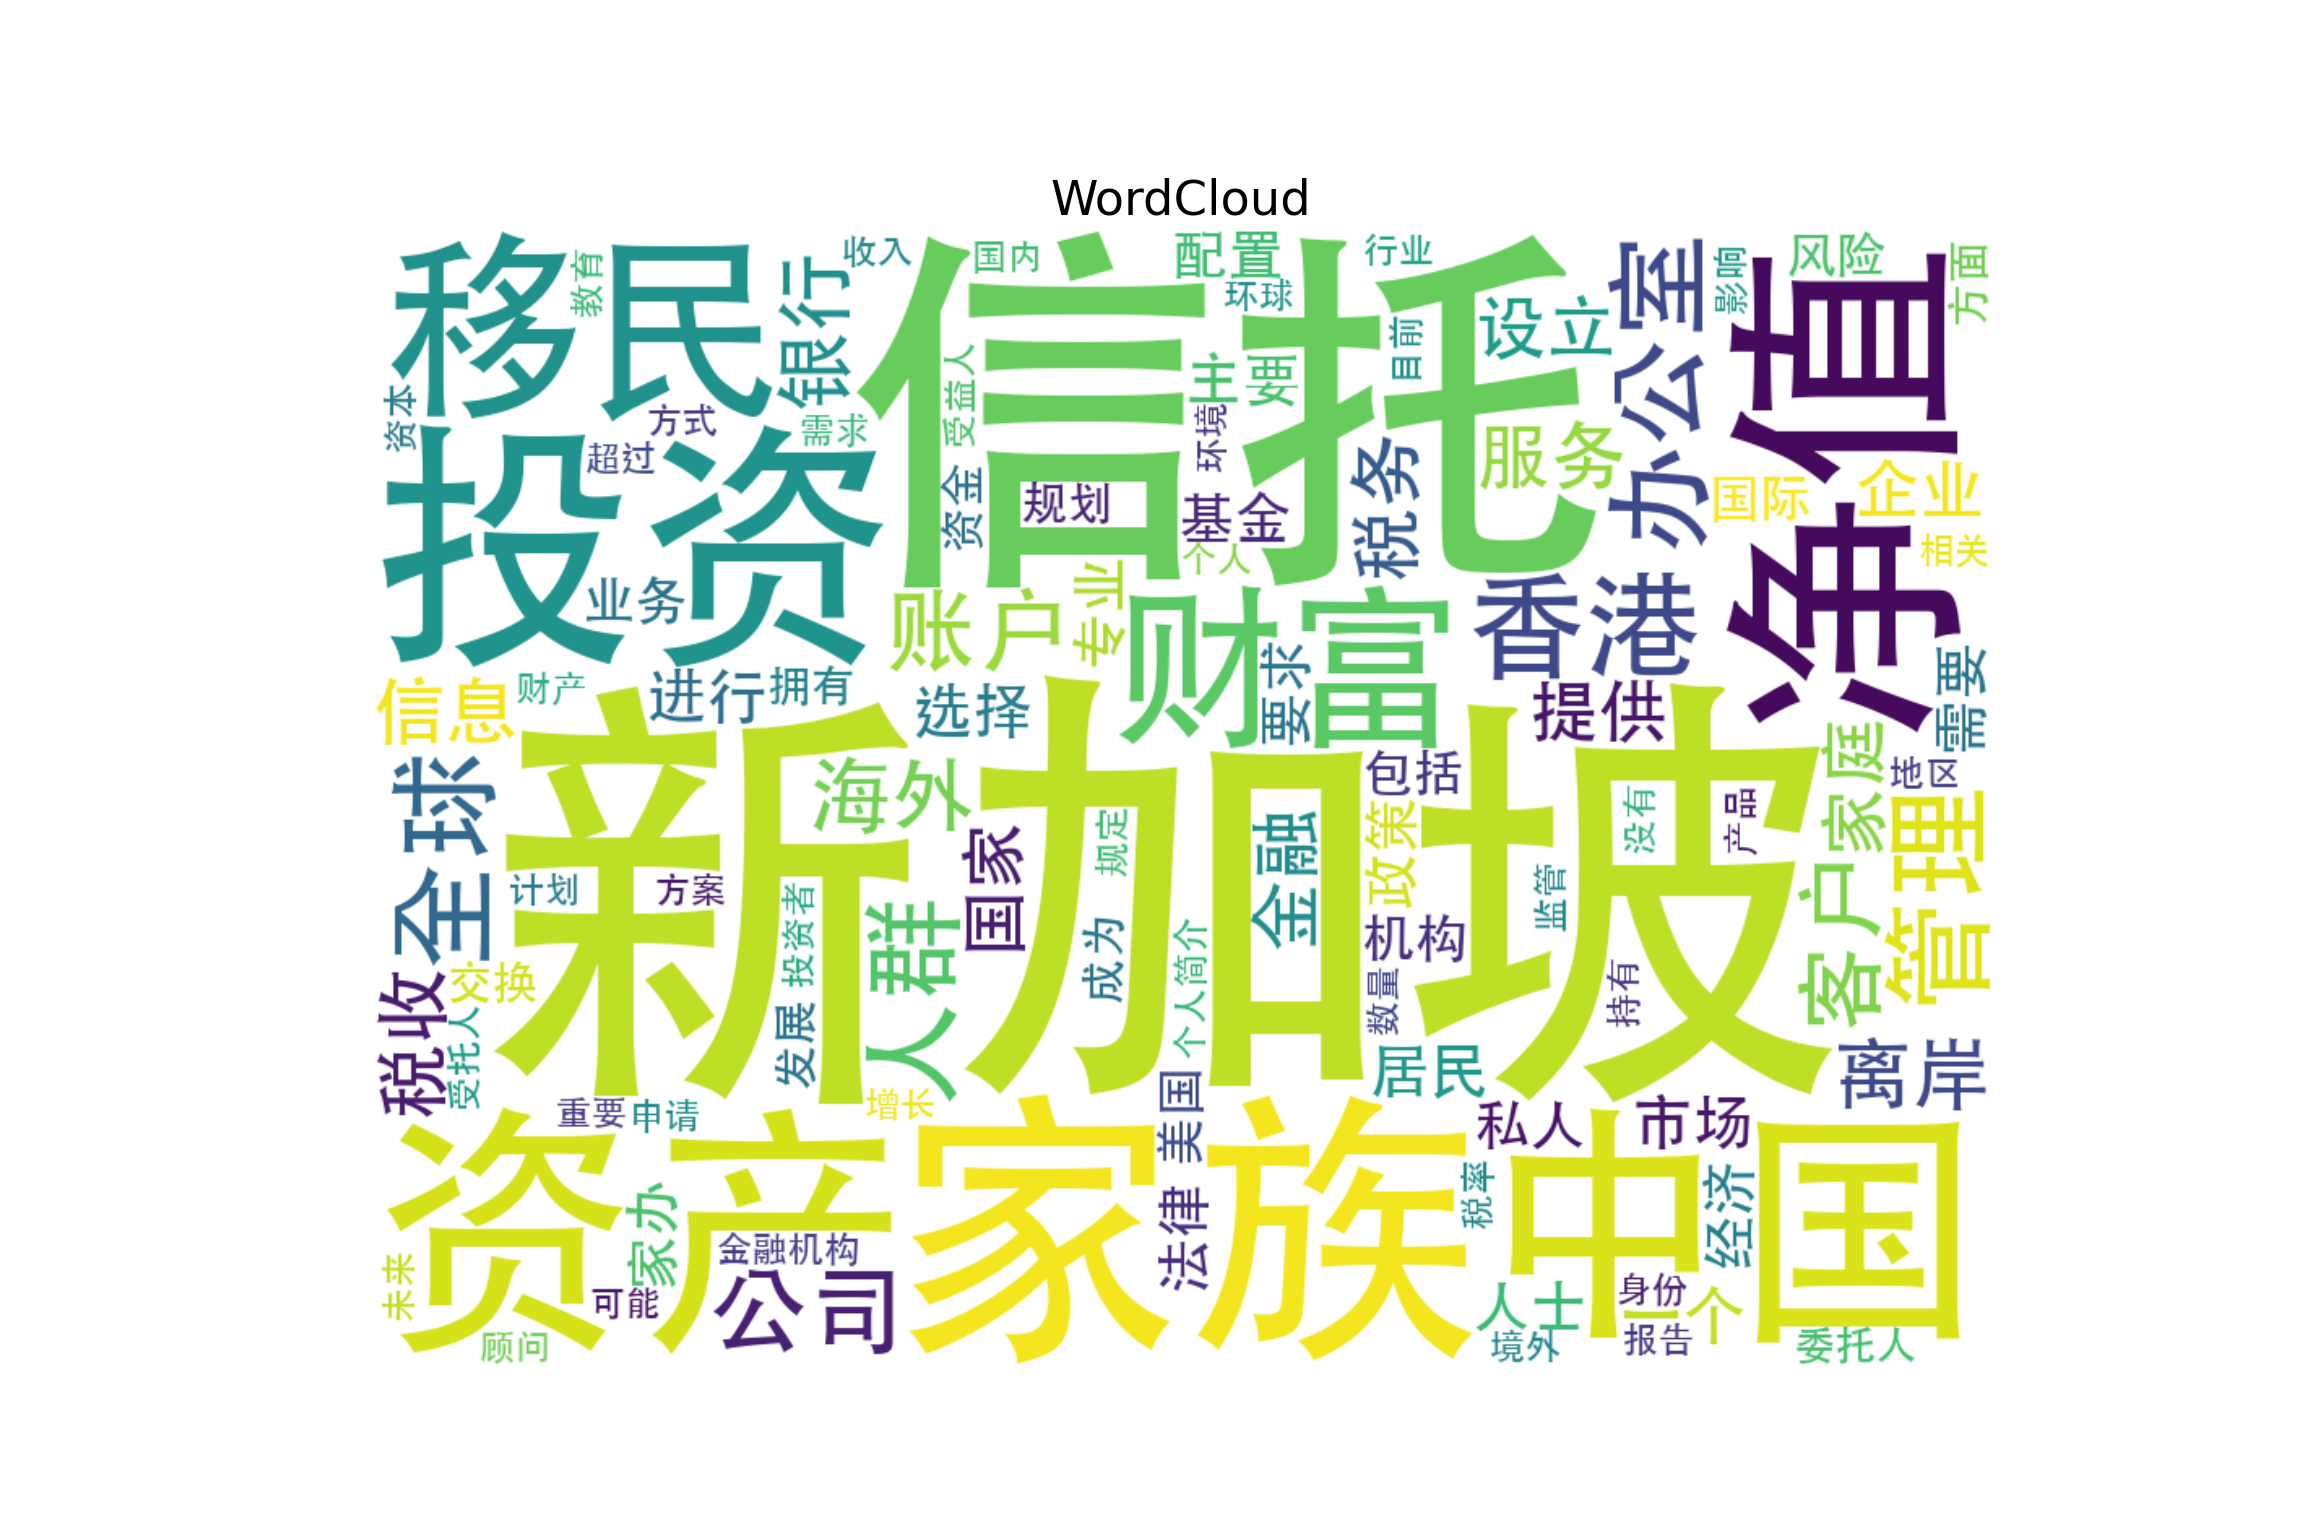 WordCloud
移民
教育
收入
国内
配置
行业
风险
方面
影响
银行
信托
环球
办公室
净值
设立
目前
主要
受益人
资本
方式
需求
环境
超过
投资
税务
服务
国际
企业
资金
规划
基金
个人
相关
业务
账户
专业
财富
香港
信息
财产
进行
拥有
选择
要求
提供
需要
新加坡
全球
海外
包括
家庭
地区
国家
规定
金融
政策
没有
产品
管理
计划
方案
投资者
人群
成为
个人简介
机构
监管
客户
税收
交换
受托人
发展
数量
持有
居民
离岸
重要
申请
增长
美国
私人
市场
资产
家族
中国
家办
金融机构
法律
税率
经济
未来
可能
公司
人士
身份
一个
顾问
境外
报告
委托人